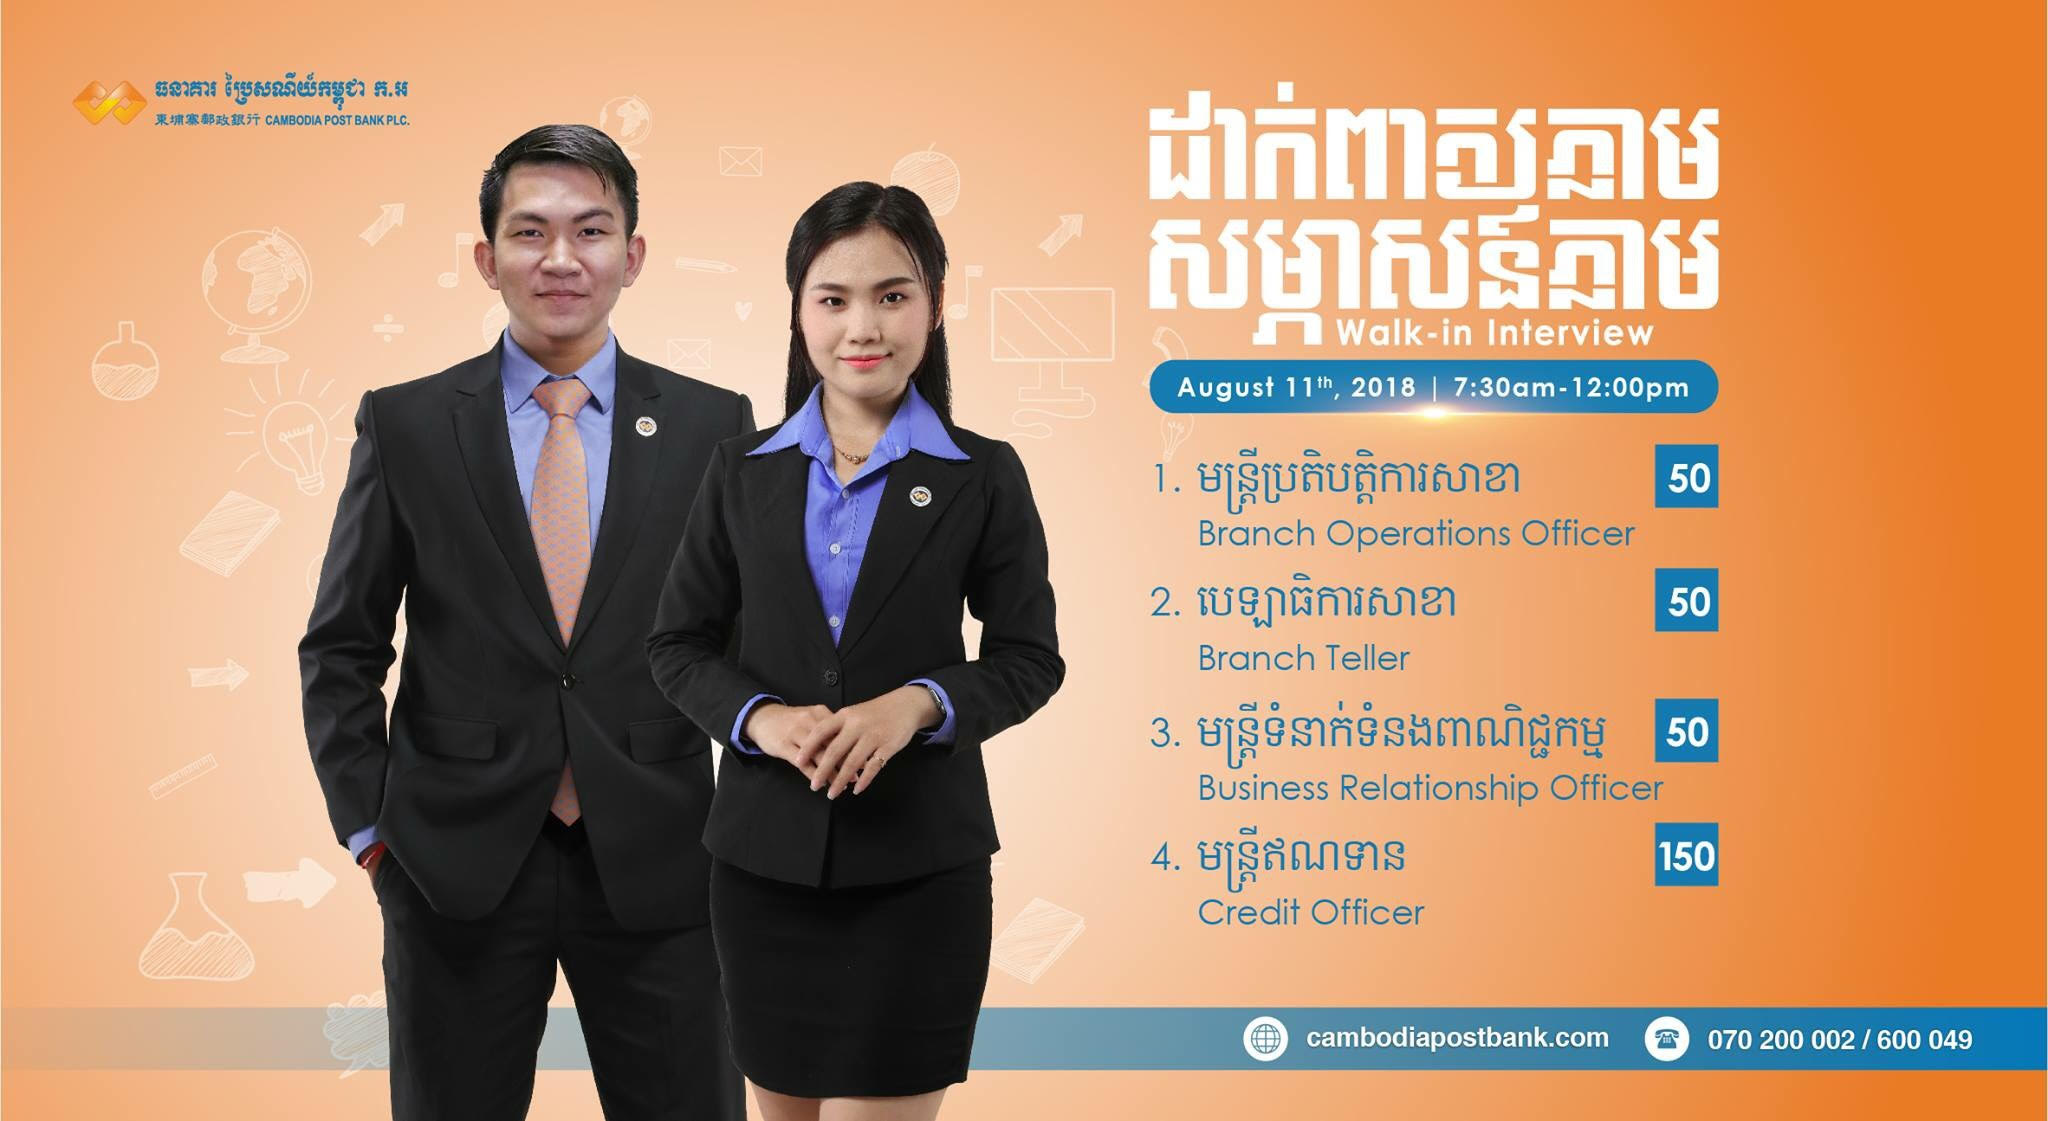 ធនាគារ ប្រៃសណីយ៍កម្ពុជា ក.អ
柬埔寨郵政銀行 CAMBODIA POST BANK PLC.
ដាក់ពាក្យភ្លាម
សម្ភាសន៍ភ្លាម
Walk-in Interview
August 11th, 2018 | 7:30am-12:00pm
1. មន្ត្រីប្រតិបត្តិការសាខា 50
Branch Operations Officer
2. បេឡាធិការសាខា 50
Branch Teller
3. មន្ត្រីទំនាក់ទំនងពាណិជ្ជកម្ម 50
Business Relationship Officer
4. មន្ត្រីឥណទាន 150
Credit Officer
cambodiapostbank.com 070 200 002 / 600 049